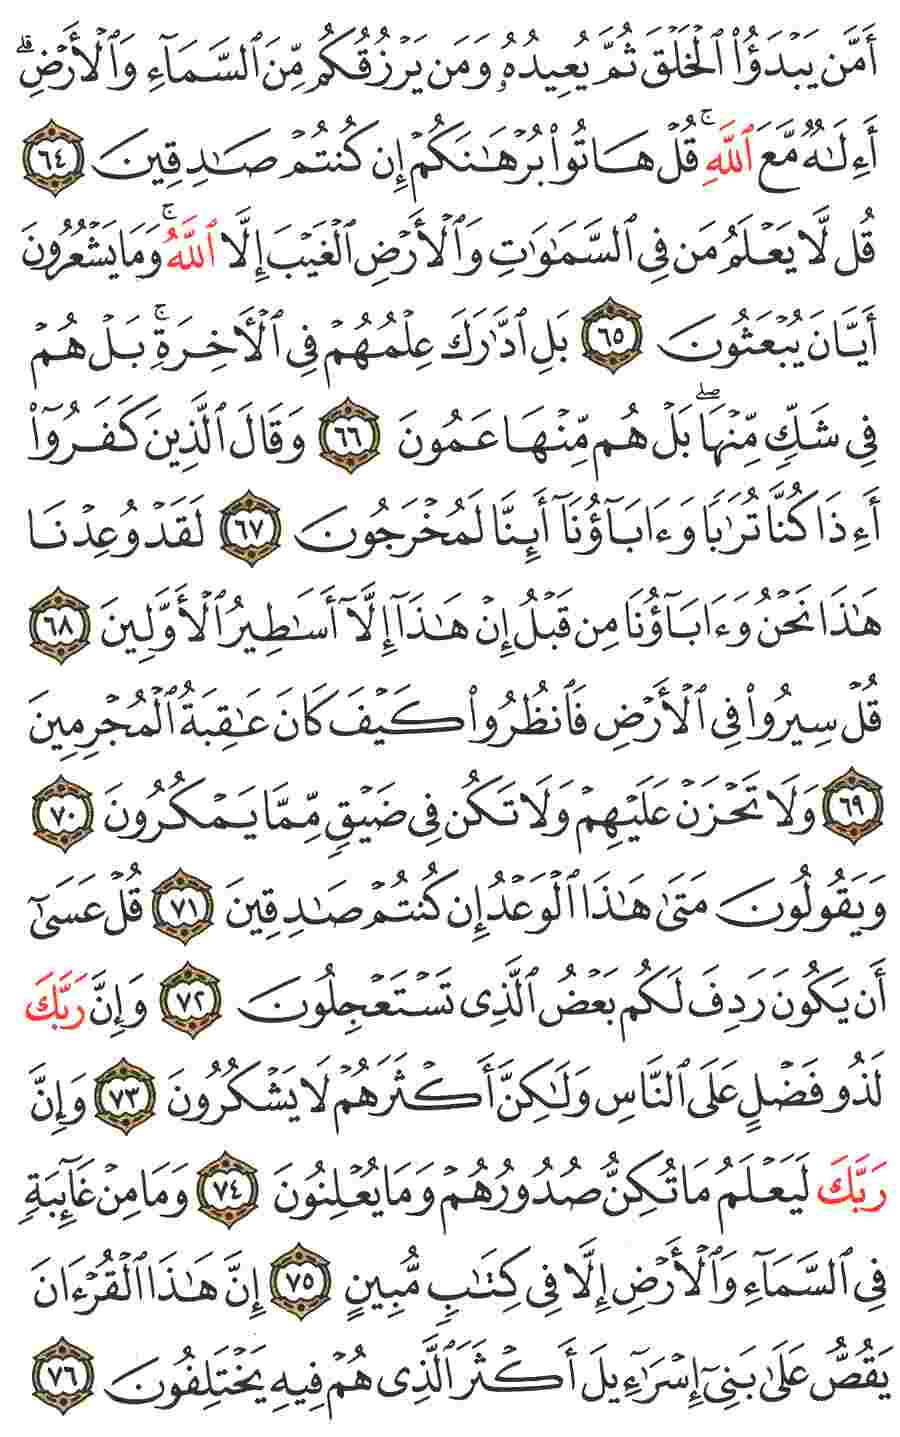 أَمَّن يَبْدَؤُا۟ ٱلْخَلْقَ ثُمَّ يُعِيدُهُۥ وَمَن يَرْزُقُكُم مِّنَ ٱلسَّمَآءِ وَٱلْأَرْضِ ۗ
أَءِلَـٰهٌ مَّعَ ٱللَّهِ ۚ قُلْ هَاتُوا۟ بُرْهَـٰنَكُمْ إِن كُنتُمْ صَـٰدِقِينَ ٦٤
قُل لَّا يَعْلَمُ مَن فِى ٱلسَّمَـٰوَٰتِ وَٱلْأَرْضِ ٱلْغَيْبَ إِلَّا ٱللَّهُ ۚ وَمَا يَشْعُرُونَ
أَيَّانَ يُبْعَثُونَ ٦٥ بَلِ ٱدَّٰرَكَ عِلْمُهُمْ فِى ٱلْـَٔاخِرَةِ ۚ بَلْ هُمْ
فِى شَكٍّ مِّنْهَا ۖ بَلْ هُم مِّنْهَا عَمُونَ ٦٦ وَقَالَ ٱلَّذِينَ كَفَرُوٓا۟
أَءِذَا كُنَّا تُرَٰبًا وَءَابَآؤُنَآ أَئِنَّا لَمُخْرَجُونَ ٦٧ لَقَدْ وُعِدْنَا
هَـٰذَا نَحْنُ وَءَابَآؤُنَا مِن قَبْلُ إِنْ هَـٰذَآ إِلَّآ أَسَـٰطِيرُ ٱلْأَوَّلِينَ ٦٨
قُلْ سِيرُوا۟ فِى ٱلْأَرْضِ فَٱنظُرُوا۟ كَيْفَ كَانَ عَـٰقِبَةُ ٱلْمُجْرِمِينَ
٦٩ وَلَا تَحْزَنْ عَلَيْهِمْ وَلَا تَكُن فِى ضَيْقٍ مِّمَّا يَمْكُرُونَ ٧٠
وَيَقُولُونَ مَتَىٰ هَـٰذَا ٱلْوَعْدُ إِن كُنتُمْ صَـٰدِقِينَ ٧١ قُلْ عَسَىٰٓ
أَن يَكُونَ رَدِفَ لَكُم بَعْضُ ٱلَّذِى تَسْتَعْجِلُونَ ٧٢ وَإِنَّ رَبَّكَ
لَذُو فَضْلٍ عَلَى ٱلنَّاسِ وَلَـٰكِنَّ أَكْثَرَهُمْ لَا يَشْكُرُونَ ٧٣ وَإِنَّ
رَبَّكَ لَيَعْلَمُ مَا تُكِنُّ صُدُورُهُمْ وَمَا يُعْلِنُونَ ٧٤ وَمَا مِنْ غَآئِبَةٍ
فِى ٱلسَّمَآءِ وَٱلْأَرْضِ إِلَّا فِى كِتَـٰبٍ مُّبِينٍ ٧٥ إِنَّ هَـٰذَا ٱلْقُرْءَانَ
يَقُصُّ عَلَىٰ بَنِىٓ إِسْرَٰٓءِيلَ أَكْثَرَ ٱلَّذِى هُمْ فِيهِ يَخْتَلِفُونَ ٧٦